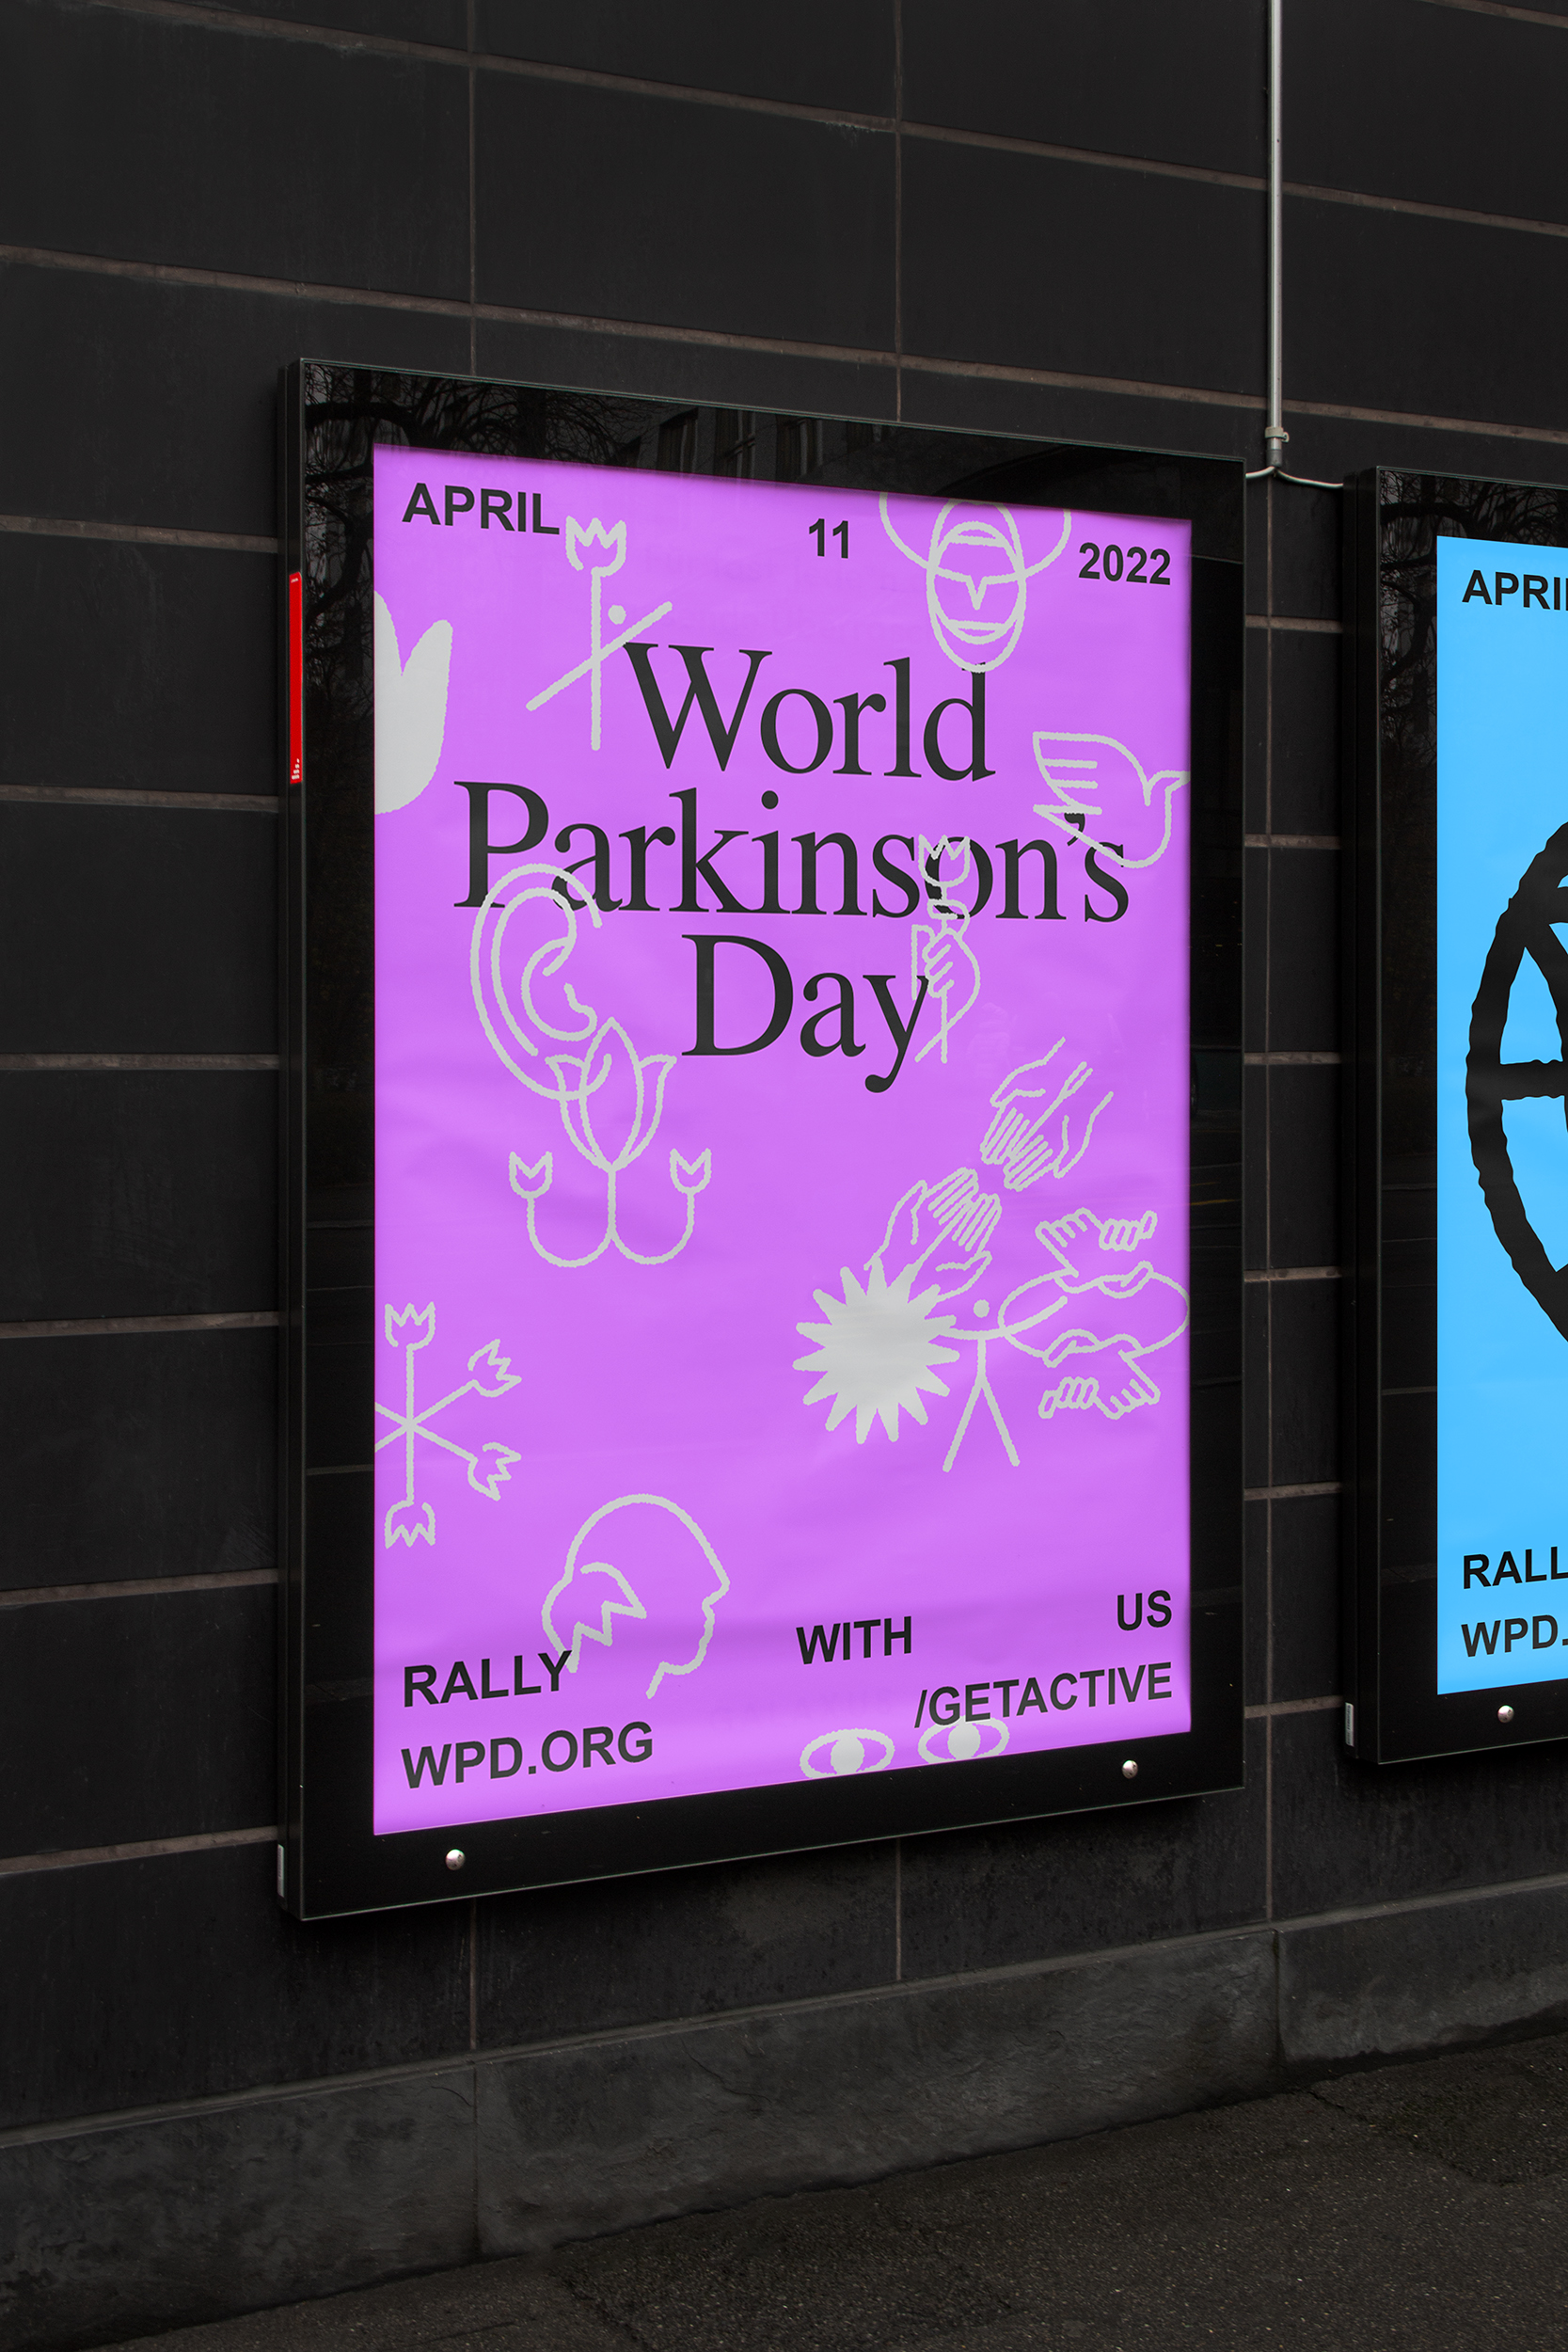 APRIL 11 2022
World
Parkinson's
Day
RALLY WITH US
WPD.ORG /GETACTIVE
APRI
RALL
WPD.